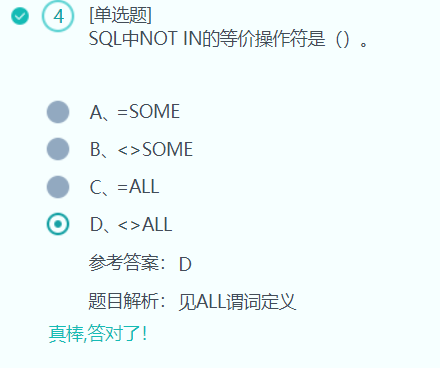 4 [单选题]
SQL中NOT IN的等价操作符是（）。
A、=SOME
B、<>SOME
C、=ALL
D、<>ALL
参考答案：D
题目解析：见ALL谓词定义
真棒,答对了!